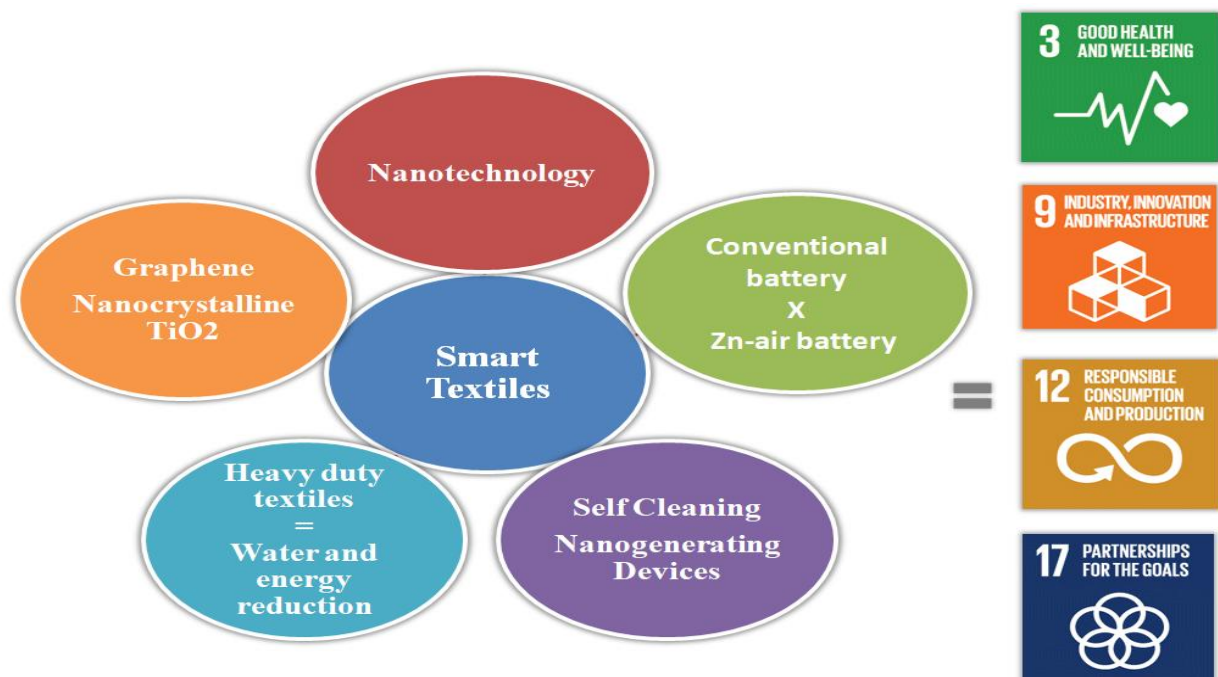 Nanotechnology
Graphene
Nanocrystalline
TiO2
Conventional
battery
X
Zn-air battery
Smart
Textiles
Heavy duty
textiles
=
Water and
energy
reduction
Self Cleaning
Nanogenerating
Devices
=
3 GOOD HEALTH
AND WELL-BEING
9 INDUSTRY, INNOVATION
AND INFRASTRUCTURE
12 RESPONSIBLE
CONSUMPTION
AND PRODUCTION
17 PARTNERSHIPS
FOR THE GOALS